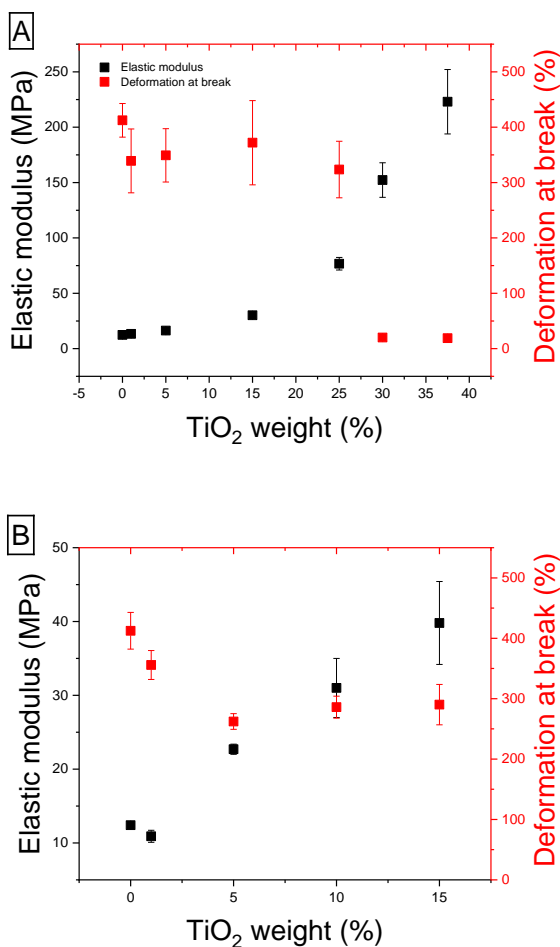 A
Elastic modulus
Deformation at break
Elastic modulus (MPa)
250
200
150
100
50
0
Deformation at break (%)
500
400
300
200
100
0
-5 0 5 10 15 20 25 30 35 40
TiO₂ weight (%)
B
Elastic modulus (MPa)
50
40
30
20
10
Deformation at break (%)
500
400
300
200
100
0
0 5 10 15
TiO₂ weight (%)